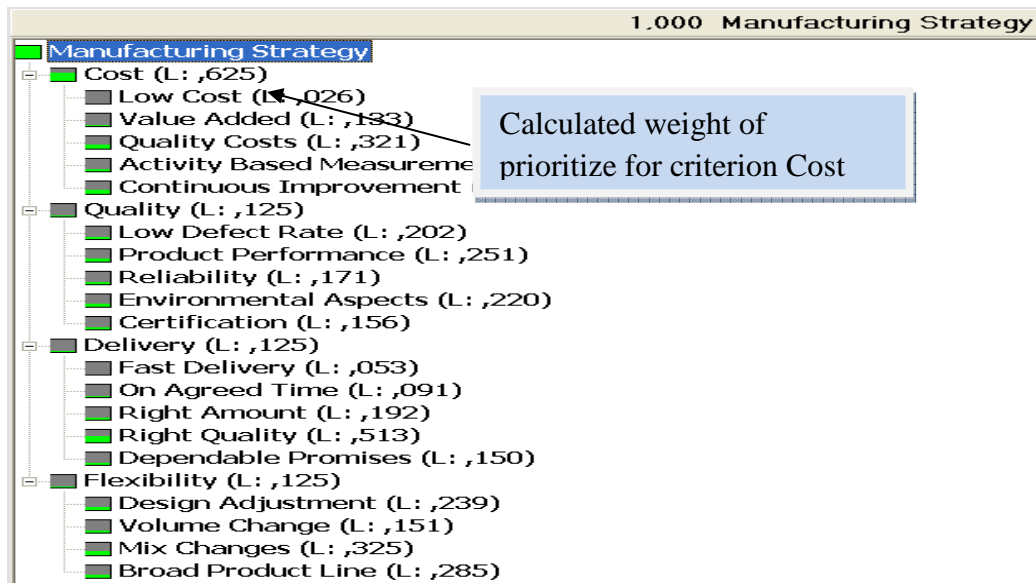 1,000 Manufacturing Strategy
Manufacturing Strategy
Cost (L: ,625)
Low Cost (L: ,026)
Value Added (L: ,133)
Quality Costs (L: ,321)
Activity Based Measureme
Continuous Improvement
Calculated weight of
prioritize for criterion Cost
Quality (L: ,125)
Low Defect Rate (L: ,202)
Product Performance (L: ,251)
Reliability (L: ,171)
Environmental Aspects (L: ,220)
Certification (L: ,156)
Delivery (L: ,125)
Fast Delivery (L: ,053)
On Agreed Time (L: ,091)
Right Amount (L: ,192)
Right Quality (L: ,513)
Dependable Promises (L: ,150)
Flexibility (L: ,125)
Design Adjustment (L: ,239)
Volume Change (L: ,151)
Mix Changes (L: ,325)
Broad Product Line (L: ,285)